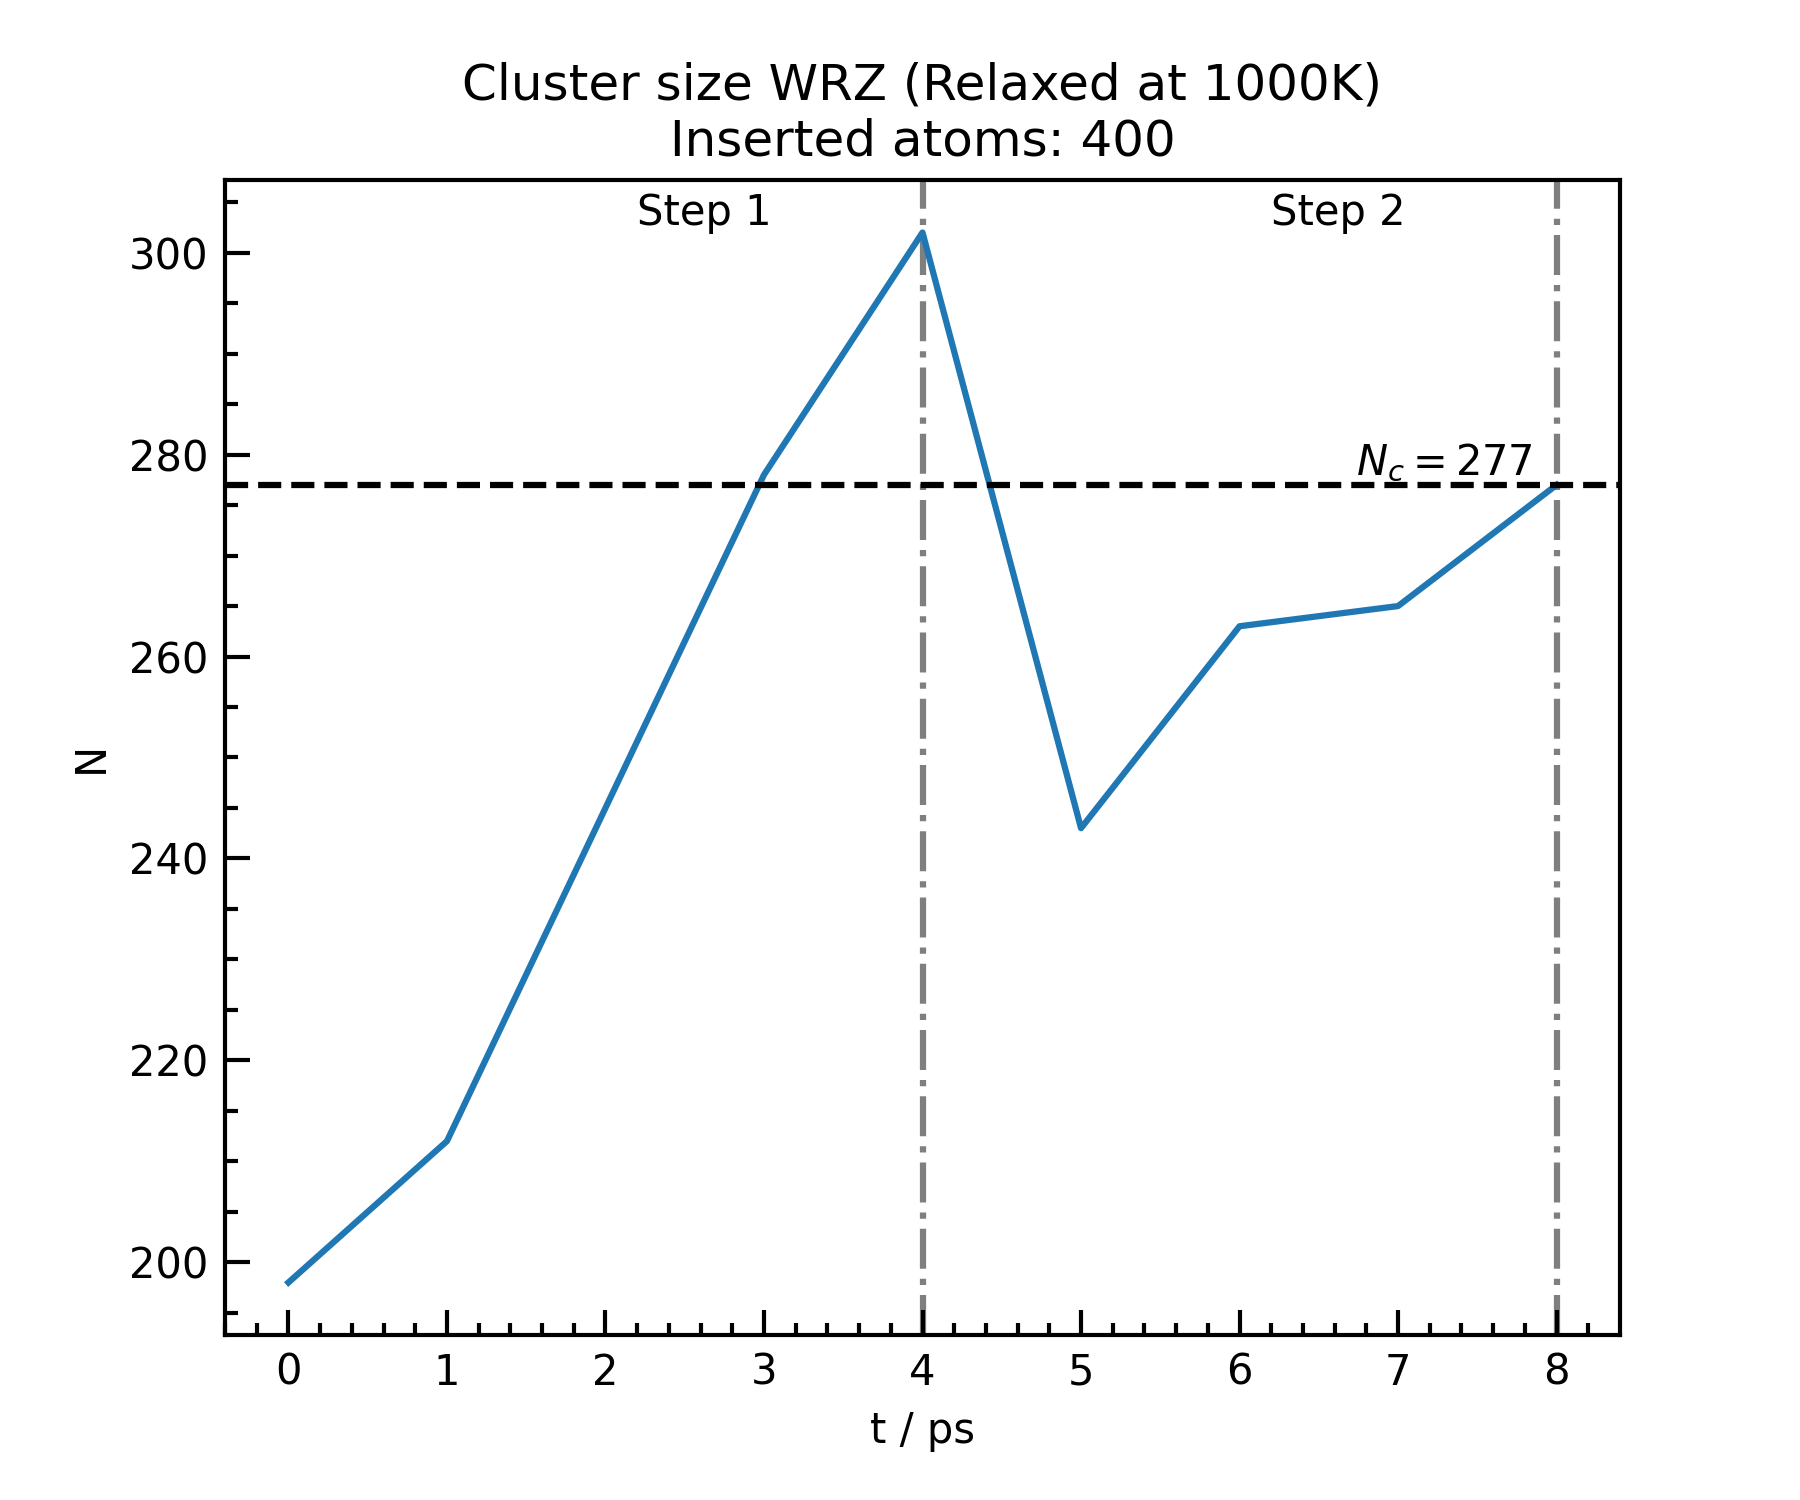 Cluster size WRZ (Relaxed at 1000K)
Inserted atoms: 400
Step 1
Step 2
300
280
260
240
220
200
N
N_c = 277
0 1 2 3 4 5 6 7 8
t / ps